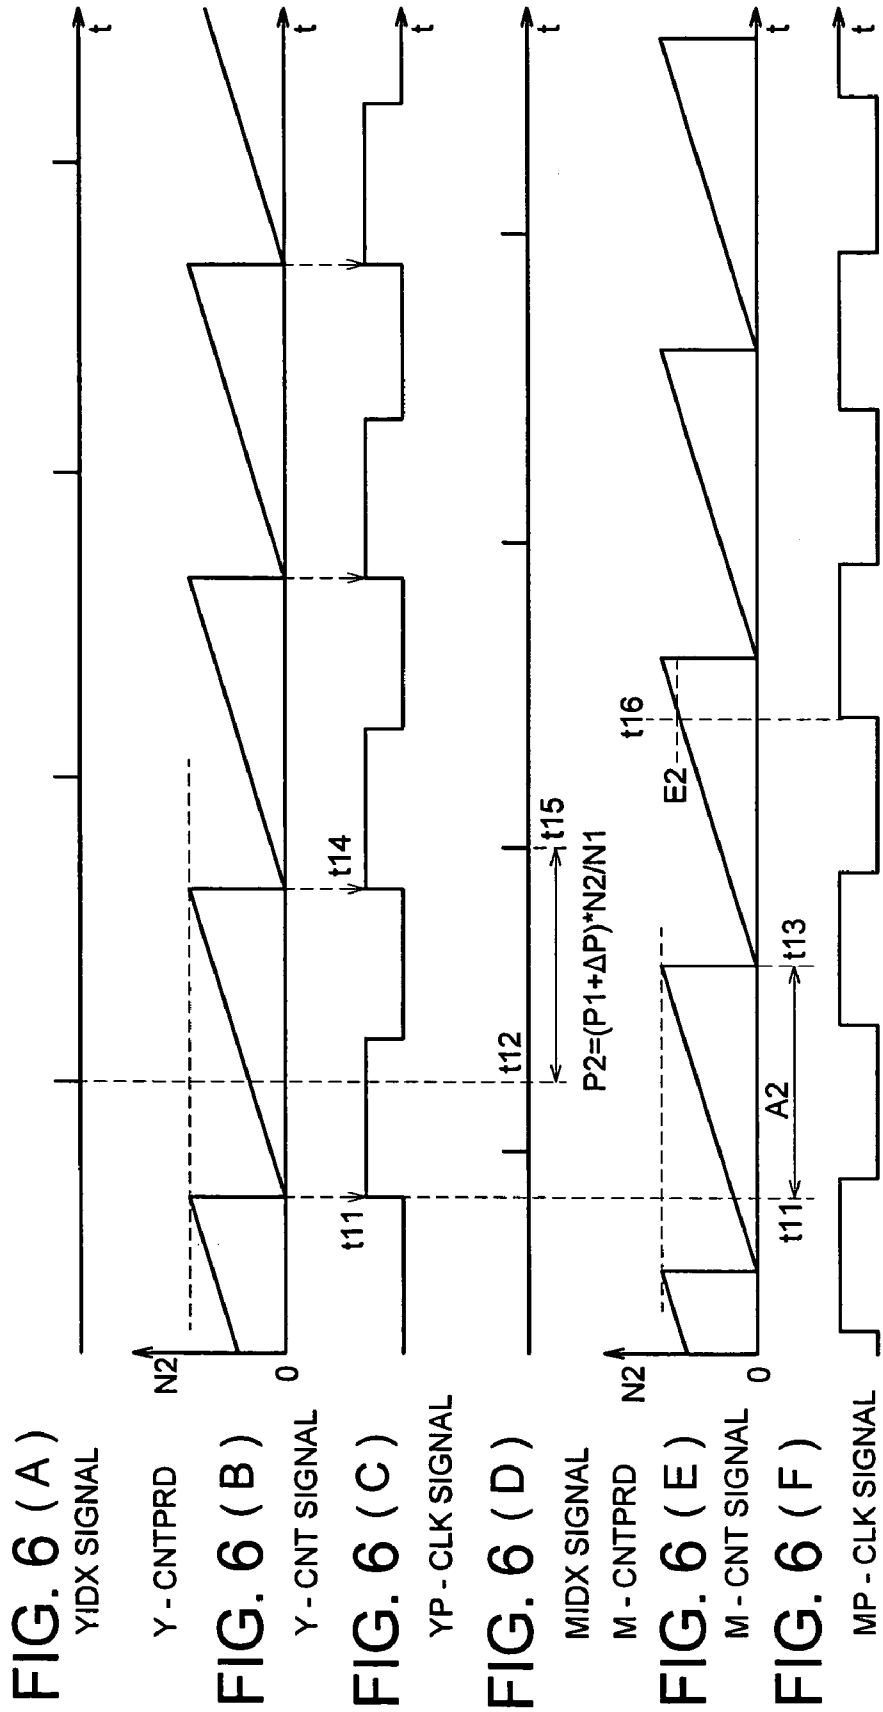 FIG. 6 ( A )
YIDX SIGNAL
t
Y - CNTPRD
N2
FIG. 6 ( B )
0
t
Y - CNT SIGNAL
FIG. 6 ( C )
t11
t14
t
YP - CLK SIGNAL
FIG. 6 ( D )
t12
t15
t
MIDX SIGNAL
P2=(P1+ΔP)*N2/N1
M - CNTPRD
N2
E2
t16
FIG. 6 ( E )
0
t
M - CNT SIGNAL
t11
A2
t13
FIG. 6 ( F )
t
MP - CLK SIGNAL